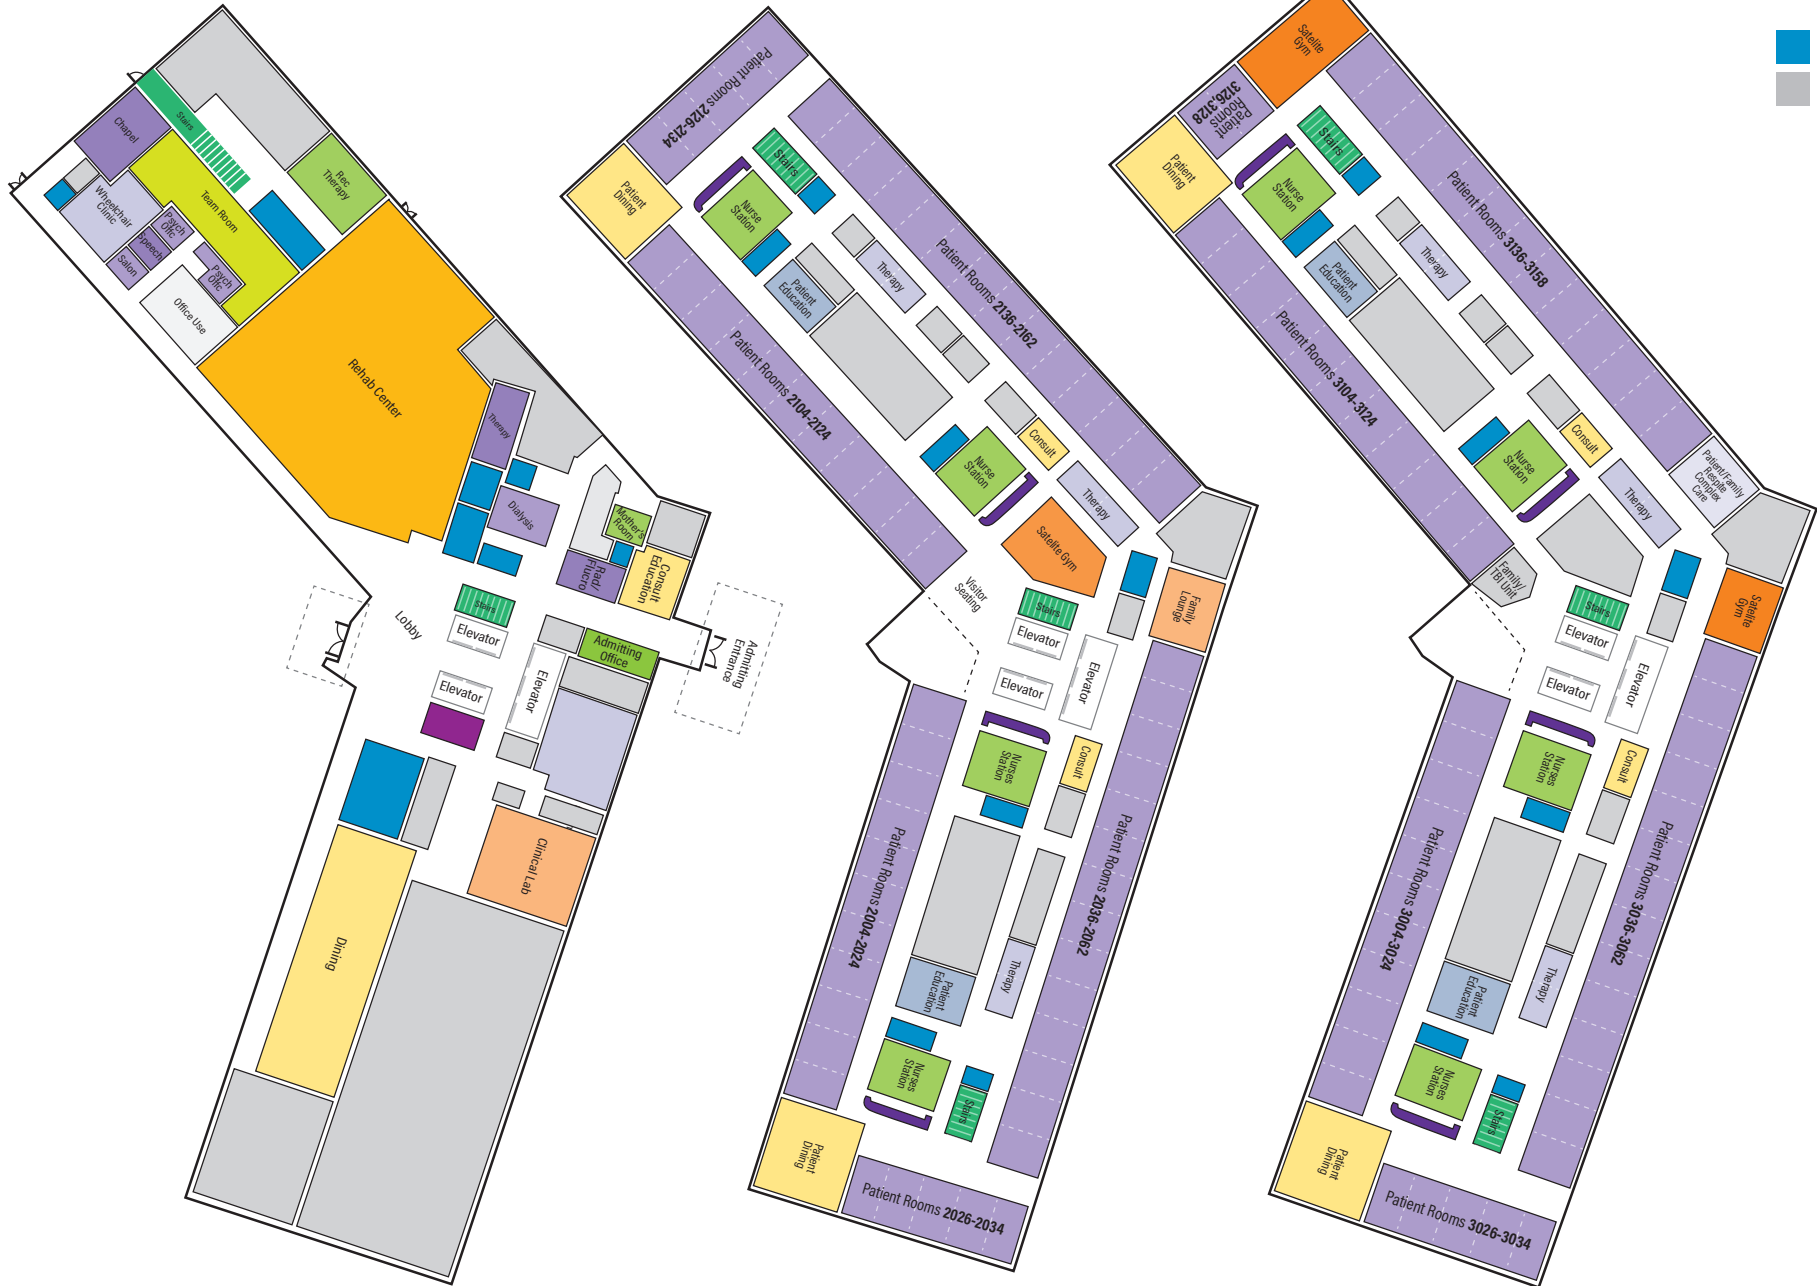 Stairs
Chapel
Rec
Therapy
Team Room
Wheelchair
Clinic
Psych
Offc
Speech
Salon
Psych
Offc
Office Use
Rehab Center
Therapy
Dialysis
Mother's
Room
Rad/
Flucro/
Consult
Education
Stairs
Lobby
Elevator
Admitting
Office
Admitting
Entrance
Elevator
Elevator
Clinical Lab
Dining
Patient Rooms 2126-2134
Stairs
Patient
Dining
Nurse
Station
Patient Rooms 2136-2162
Therapy
Patient
Education
Patient Rooms 2104-2124
Consult
Nurse
Station
Therapy
Satelite Gym
Visitor
Seating
Stairs
Family
Lounge
Elevator
Elevator
Elevator
Nurses
Station
Consult
Patient Rooms 2004-2024
Patient Rooms 2036-2062
Patient
Education
Therapy
Nurses
Station
Stairs
Patient
Dining
Patient Rooms 2026-2034
Satelite
Gym
Patient
Rooms
3126,3128
Stairs
Patient
Dining
Nurse
Station
Patient Rooms 3136-3158
Therapy
Patient
Education
Patient Rooms 3104-3124
Consult
Nurse
Station
Patient/Family
Respite
Complex
Care
Therapy
Family/
TBI Unit
Stairs
Satelite
Gym
Elevator
Elevator
Elevator
Nurses
Station
Consult
Patient Rooms 3004-3024
Patient Rooms 3036-3062
Patient
Education
Therapy
Nurses
Station
Stairs
Patient
Dining
Patient Rooms 3026-3034